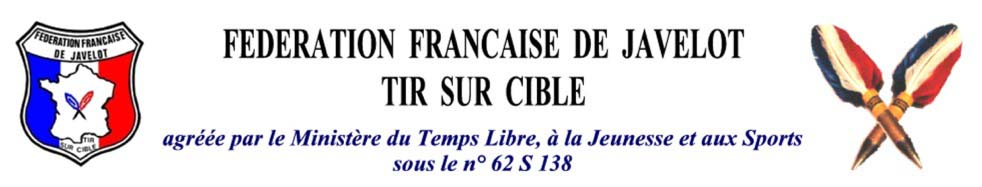 FEDERATION FRANCAISE
DE JAVELOT
TIR
SUR CIBLE
FEDERATION FRANCAISE DE JAVELOT
TIR SUR CIBLE
agréée par le Ministère du Temps Libre, à la Jeunesse et aux Sports
sous le n° 62 S 138